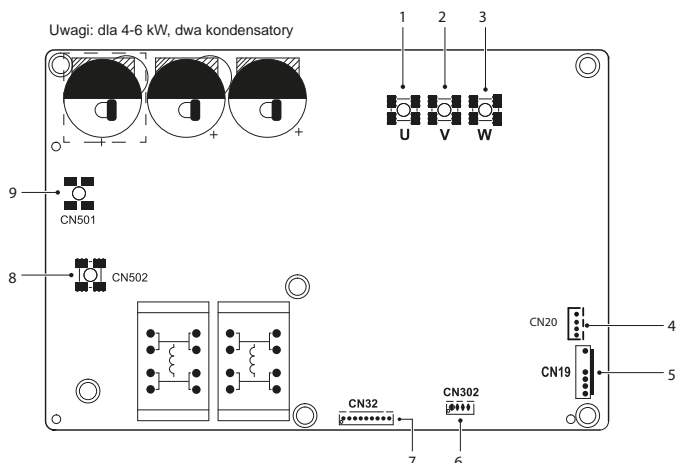 Uwagi: dla 4-6 kW, dwa kondensatory
1
2
3
U
V
W
9
CN501
8
CN502
CN20
4
CN19
5
CN302
CN32
7
6